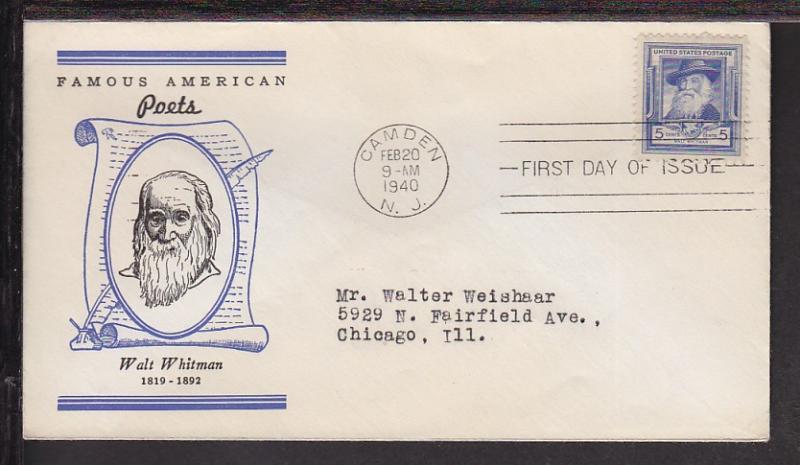 FAMOUS AMERICAN
Poets
Walt Whitman
1819 - 1892
CAMDEN
FEB 20
9 - AM
1940
N. J.
UNITED STATES POSTAGE
5 CENTS CENTS 5
WALT WHITMAN
FIRST DAY OF ISSUE
Mr. Walter Weishaar
5929 N. Fairfield Ave.,
Chicago, Ill.